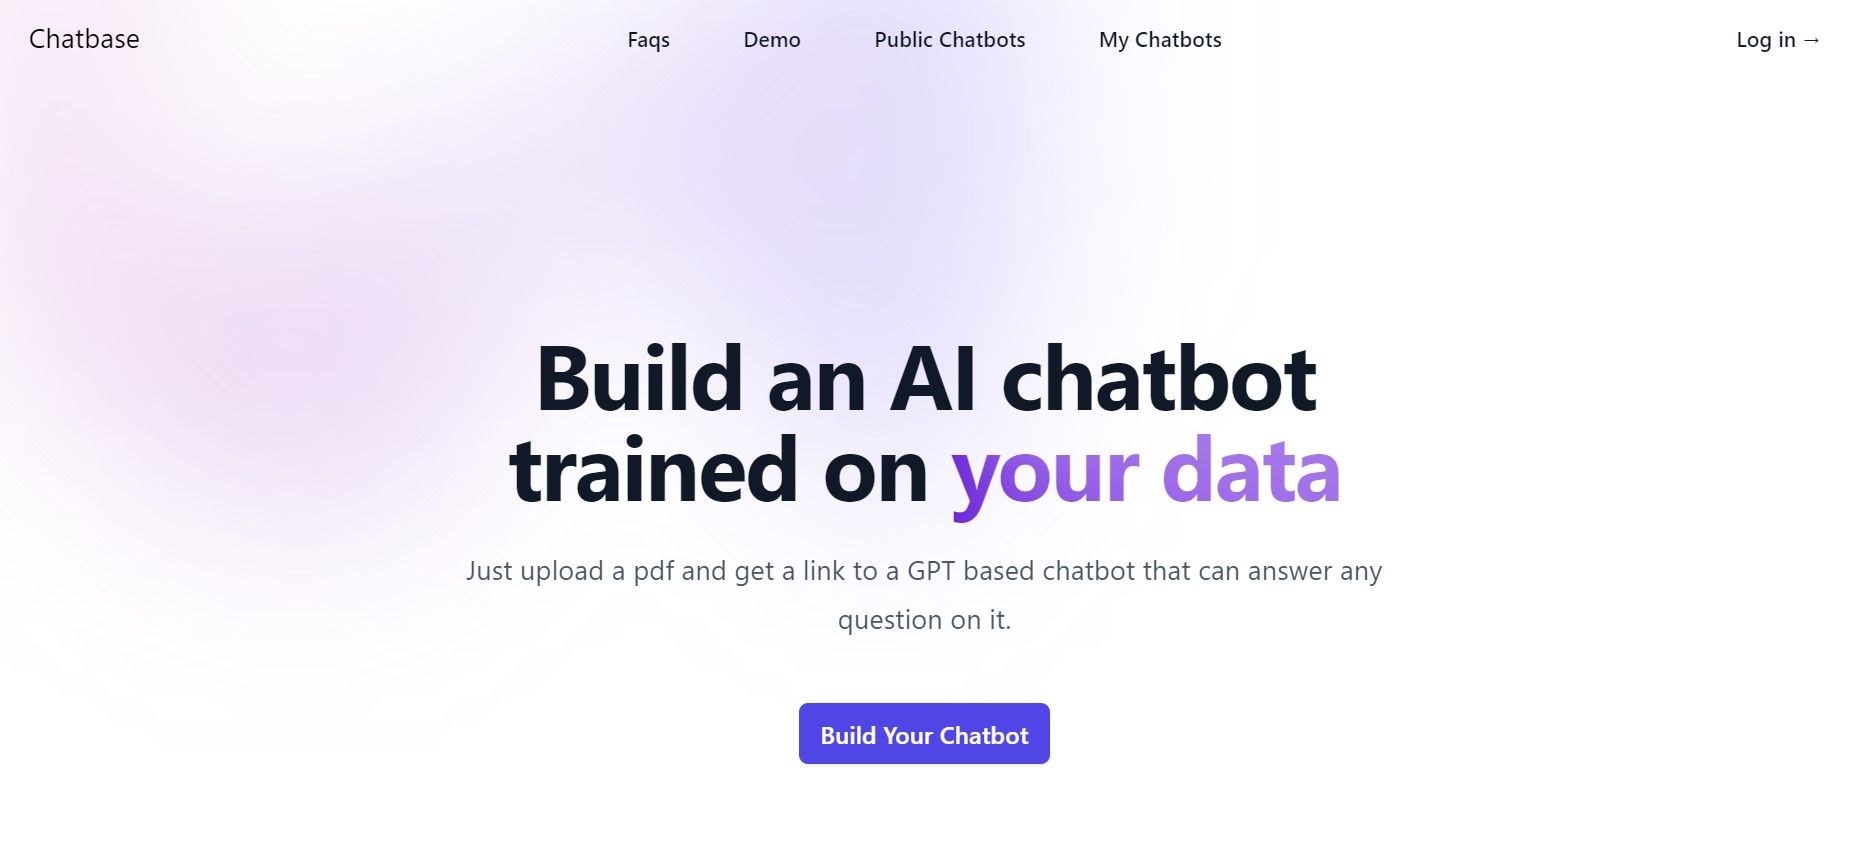 Chatbase
Faqs
Demo
Public Chatbots
My Chatbots
Log in →
Build an AI chatbot
trained on your data
Just upload a pdf and get a link to a GPT based chatbot that can answer any
question on it.
Build Your Chatbot